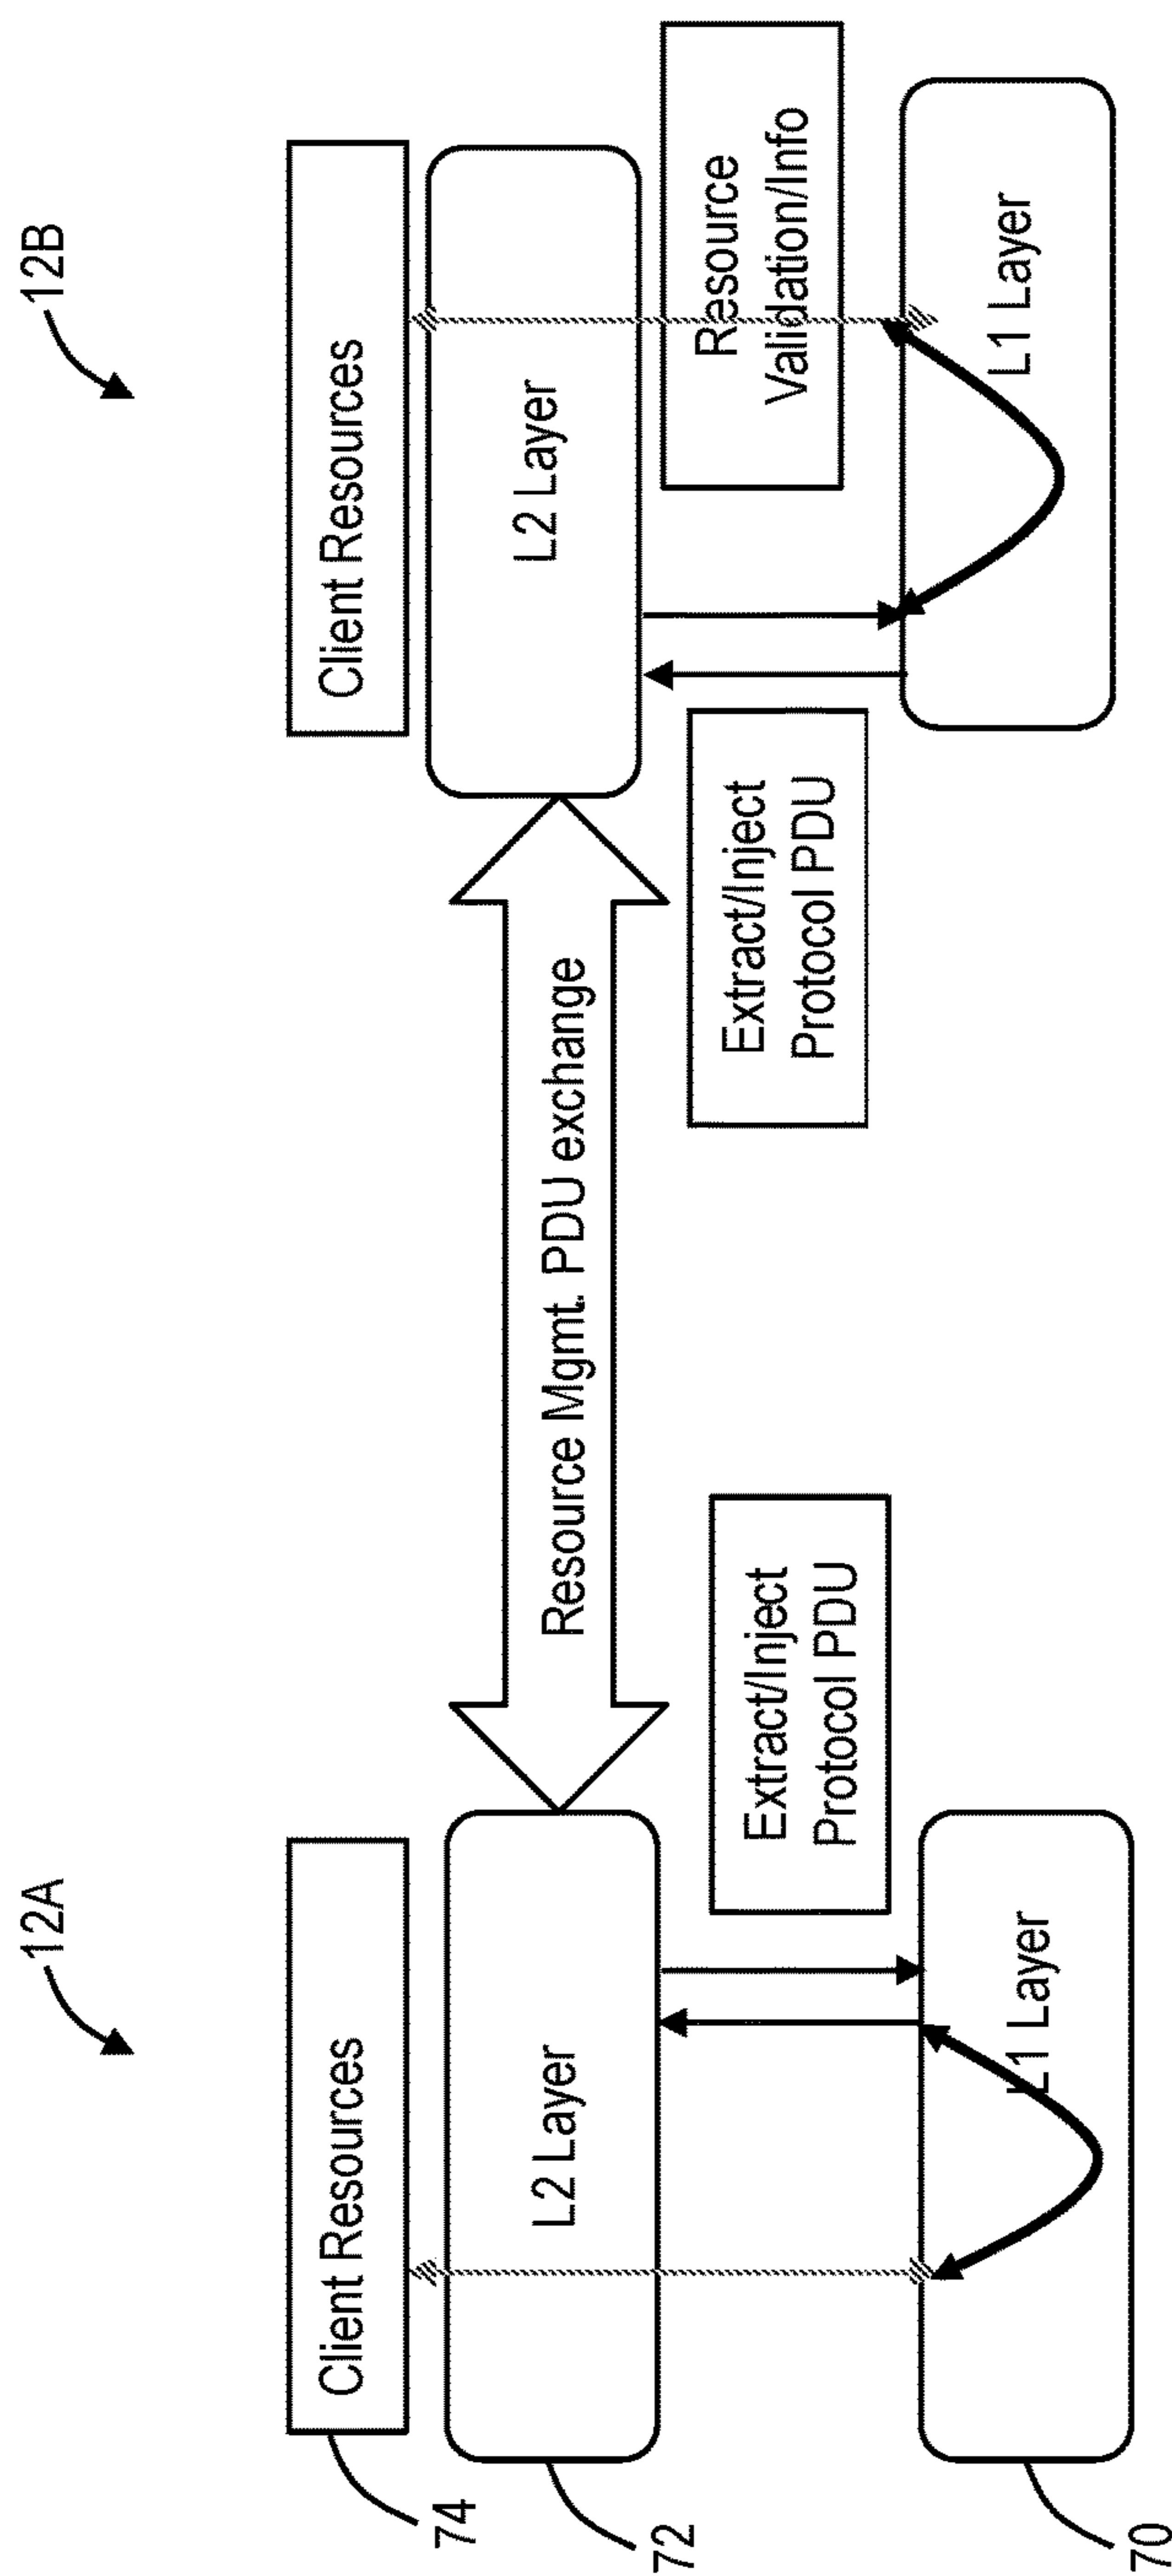 12A
12B
74
Client Resources
Client Resources
72
L2 Layer
Resource Mgmt. PDU exchange
L2 Layer
Extract/Inject
Protocol PDU
Extract/Inject
Protocol PDU
Resource
Validation/Info
70
L1 Layer
L1 Layer